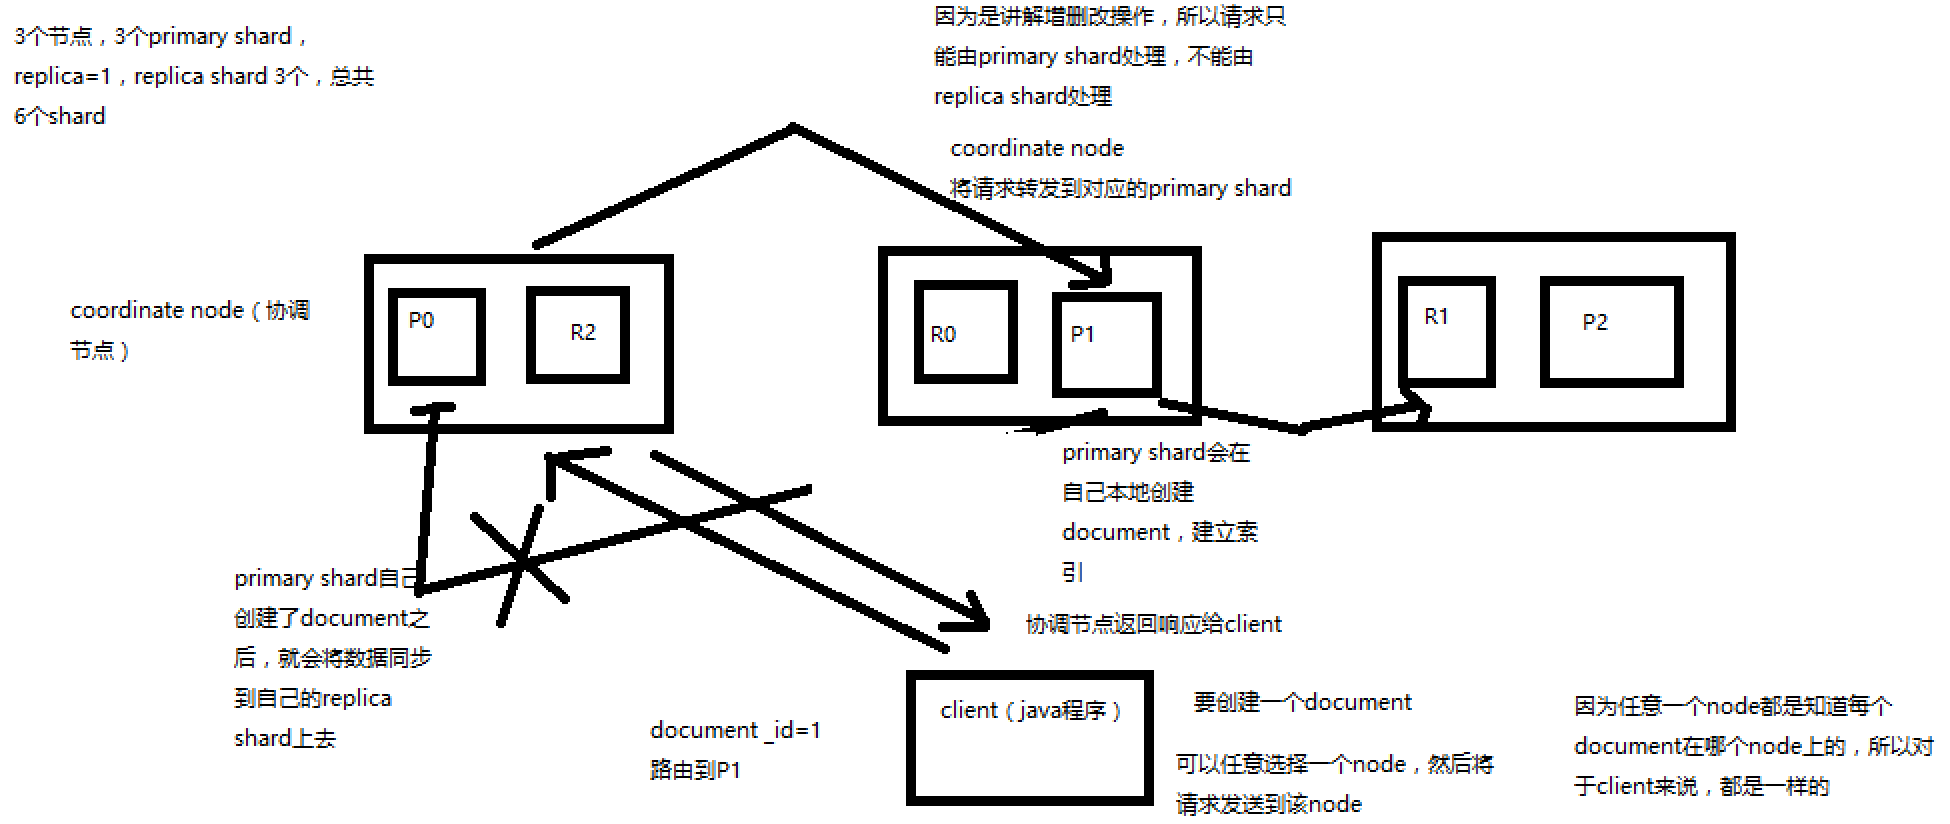 3个节点，3个primary shard，
replica=1，replica shard 3个，总共
6个shard
因为是讲解增删改操作，所以请求只
能由primary shard处理，不能由
replica shard处理
coordinate node
将请求转发到对应的primary shard
coordinate node（协调
节点）
P0
R2
R0
P1
R1
P2
primary shard会在
自己本地创建
document，建立索
引
primary shard自己
创建了document之
后，就会将数据同步
到自己的replica
shard上去
协调节点返回响应给client
document _id=1
路由到P1
client（java程序）
要创建一个document
可以任意选择一个node，然后将
请求发送到该node
因为任意一个node都是知道每个
document在哪个node上的，所以对
于client来说，都是一样的